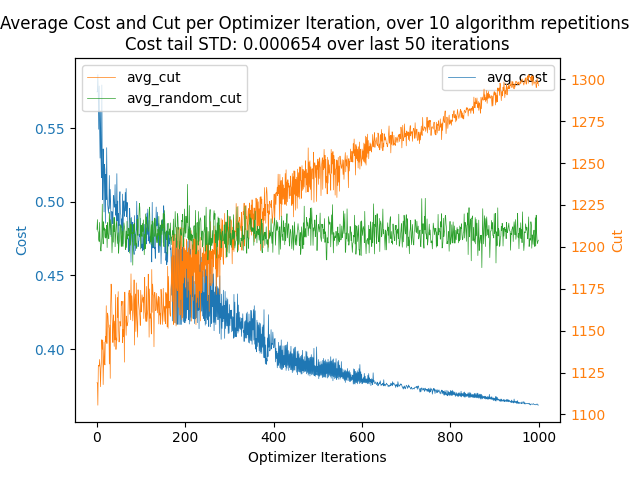 Average Cost and Cut per Optimizer Iteration, over 10 algorithm repetitions
Cost tail STD: 0.000654 over last 50 iterations
avg_cut
avg_random_cut
avg_cost
Cost
0.55
0.50
0.45
0.40
1300
1275
1250
1225
1200
1175
1150
1125
1100
Cut
0 200 400 600 800 1000
Optimizer Iterations